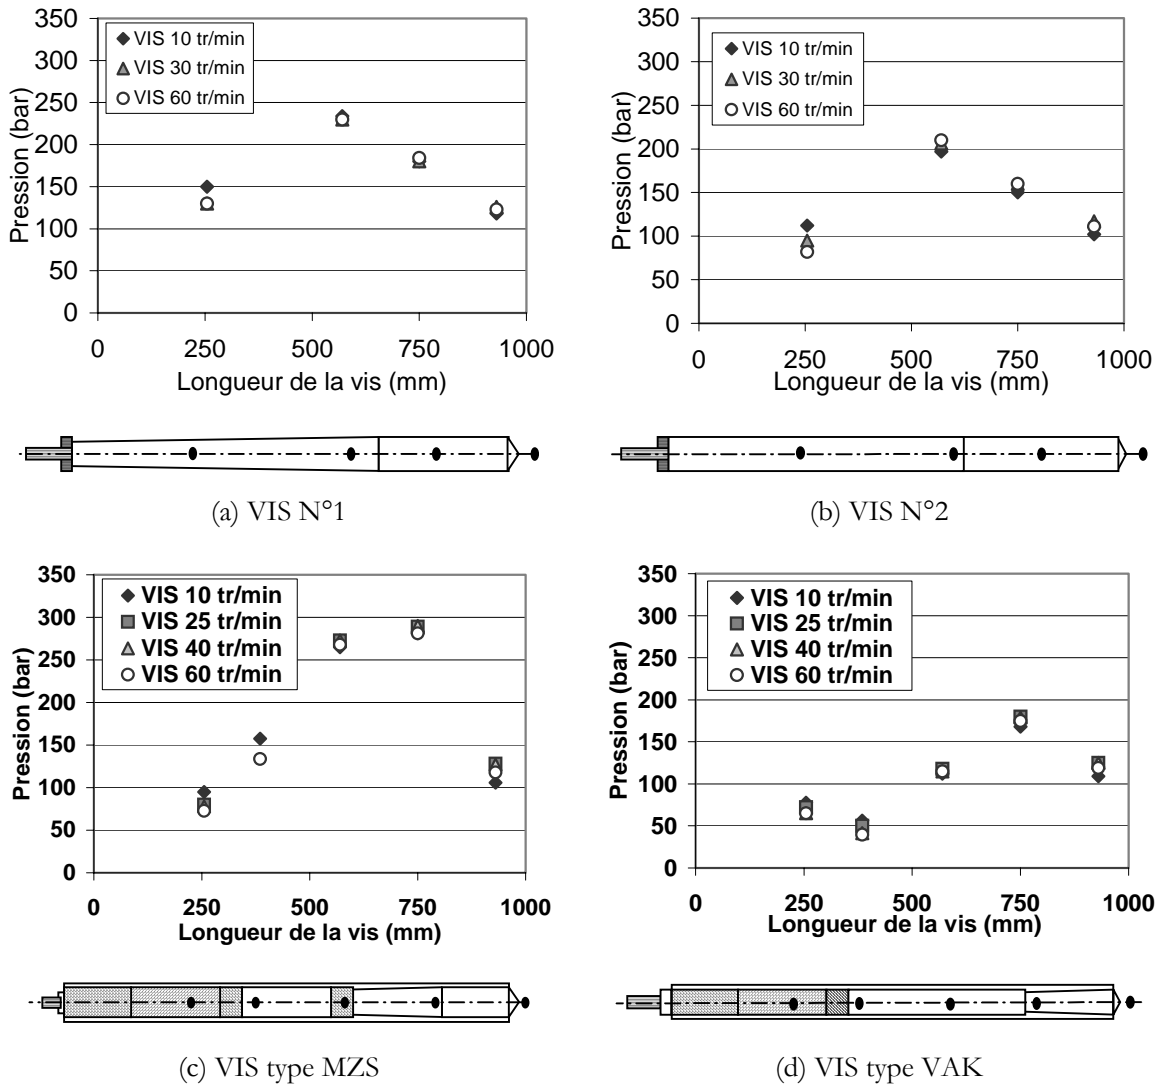 350
300
250
200
150
100
50
0
Pression (bar)
VIS 10 tr/min
VIS 30 tr/min
VIS 60 tr/min
0 250 500 750 1000
Longueur de la vis (mm)
(a) VIS N°1
350
300
250
200
150
100
50
0
Pression (bar)
VIS 10 tr/min
VIS 30 tr/min
VIS 60 tr/min
0 250 500 750 1000
Longueur de la vis (mm)
(b) VIS N°2
350
300
250
200
150
100
50
0
Pression (bar)
VIS 10 tr/min
VIS 25 tr/min
VIS 40 tr/min
VIS 60 tr/min
0 250 500 750 1000
Longueur de la vis (mm)
(c) VIS type MZS
350
300
250
200
150
100
50
0
Pression (bar)
VIS 10 tr/min
VIS 25 tr/min
VIS 40 tr/min
VIS 60 tr/min
0 250 500 750 1000
Longueur de la vis (mm)
(d) VIS type VAK